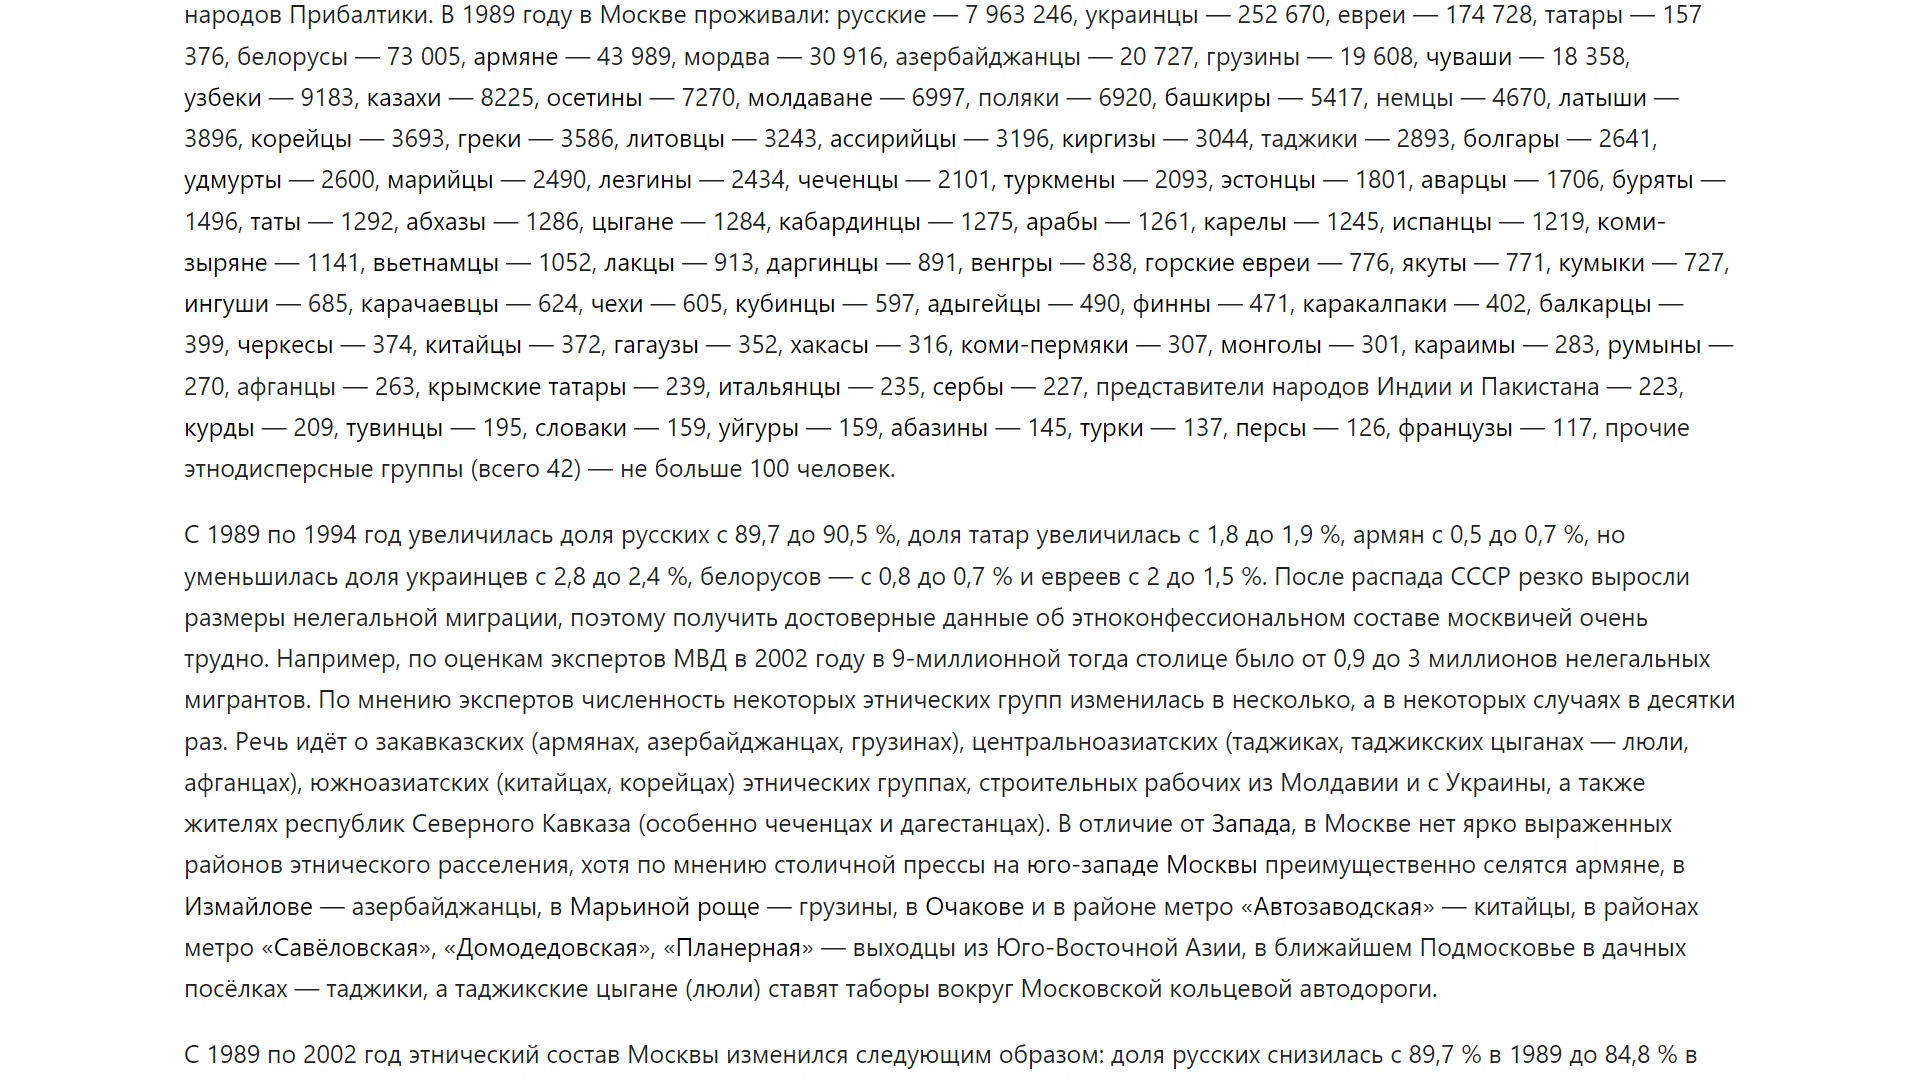 народов Прибалтики. В 1989 году в Москве проживали: русские — 7 963 246, украинцы — 252 670, евреи — 174 728, татары — 157
376, белорусы — 73 005, армяне — 43 989, мордва — 30 916, азербайджанцы — 20 727, грузины — 19 608, чуваши — 18 358,
узбеки — 9183, казахи — 8225, осетины — 7270, молдаване — 6997, поляки — 6920, башкиры — 5417, немцы — 4670, латыши —
3896, корейцы — 3693, греки — 3586, литовцы — 3243, ассирийцы — 3196, киргизы — 3044, таджики — 2893, болгары — 2641,
удмурты — 2600, марийцы — 2490, лезгины — 2434, чеченцы — 2101, туркмены — 2093, эстонцы — 1801, аварцы — 1706, буряты —
1496, таты — 1292, абхазы — 1286, цыгане — 1284, кабардинцы — 1275, арабы — 1261, карелы — 1245, испанцы — 1219, коми-
зыряне — 1141, вьетнамцы — 1052, лакцы — 913, даргинцы — 891, венгры — 838, горские евреи — 776, якуты — 771, кумыки — 727,
ингуши — 685, карачаевцы — 624, чехи — 605, кубинцы — 597, адыгейцы — 490, финны — 471, каракалпаки — 402, балкарцы —
399, черкесы — 374, китайцы — 372, гагаузы — 352, хакасы — 316, коми-пермяки — 307, монголы — 301, караимы — 283, румыны —
270, афганцы — 263, крымские татары — 239, итальянцы — 235, сербы — 227, представители народов Индии и Пакистана — 223,
курды — 209, тувинцы — 195, словаки — 159, уйгуры — 159, абазины — 145, турки — 137, персы — 126, французы — 117, прочие
этнодисперсные группы (всего 42) — не больше 100 человек.
С 1989 по 1994 год увеличилась доля русских с 89,7 до 90,5 %, доля татар увеличилась с 1,8 до 1,9 %, армян с 0,5 до 0,7 %, но
уменьшилась доля украинцев с 2,8 до 2,4 %, белорусов — с 0,8 до 0,7 % и евреев с 2 до 1,5 %. После распада СССР резко выросли
размеры нелегальной миграции, поэтому получить достоверные данные об этноконфессиональном составе москвичей очень
трудно. Например, по оценкам экспертов МВД в 2002 году в 9-миллионной тогда столице было от 0,9 до 3 миллионов нелегальных
мигрантов. По мнению экспертов численность некоторых этнических групп изменилась в несколько, а в некоторых случаях в десятки
раз. Речь идёт о закавказских (армянах, азербайджанцах, грузинах), центральноазиатских (таджиках, таджикских цыганах — люли,
афганцах), южноазиатских (китайцах, корейцах) этнических группах, строительных рабочих из Молдавии и с Украины, а также
жителях республик Северного Кавказа (особенно чеченцах и дагестанцах). В отличие от Запада, в Москве нет ярко выраженных
районов этнического расселения, хотя по мнению столичной прессы на юго-западе Москвы преимущественно селятся армяне, в
Измайлове — азербайджанцы, в Марьиной роще — грузины, в Очакове и в районе метро «Автозаводская» — китайцы, в районах
метро «Савёловская», «Домодедовская», «Планерная» — выходцы из Юго-Восточной Азии, в ближайшем Подмосковье в дачных
посёлках — таджики, а таджикские цыгане (люли) ставят таборы вокруг Московской кольцевой автодороги.
С 1989 по 2002 год этнический состав Москвы изменился следующим образом: доля русских снизилась с 89,7 % в 1989 до 84,8 % в